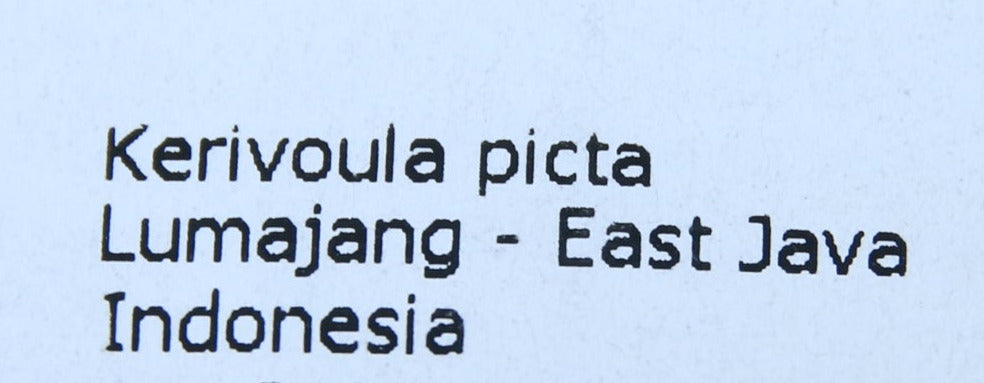 Kerivoula picta
Lumajang - East Java
Indonesia